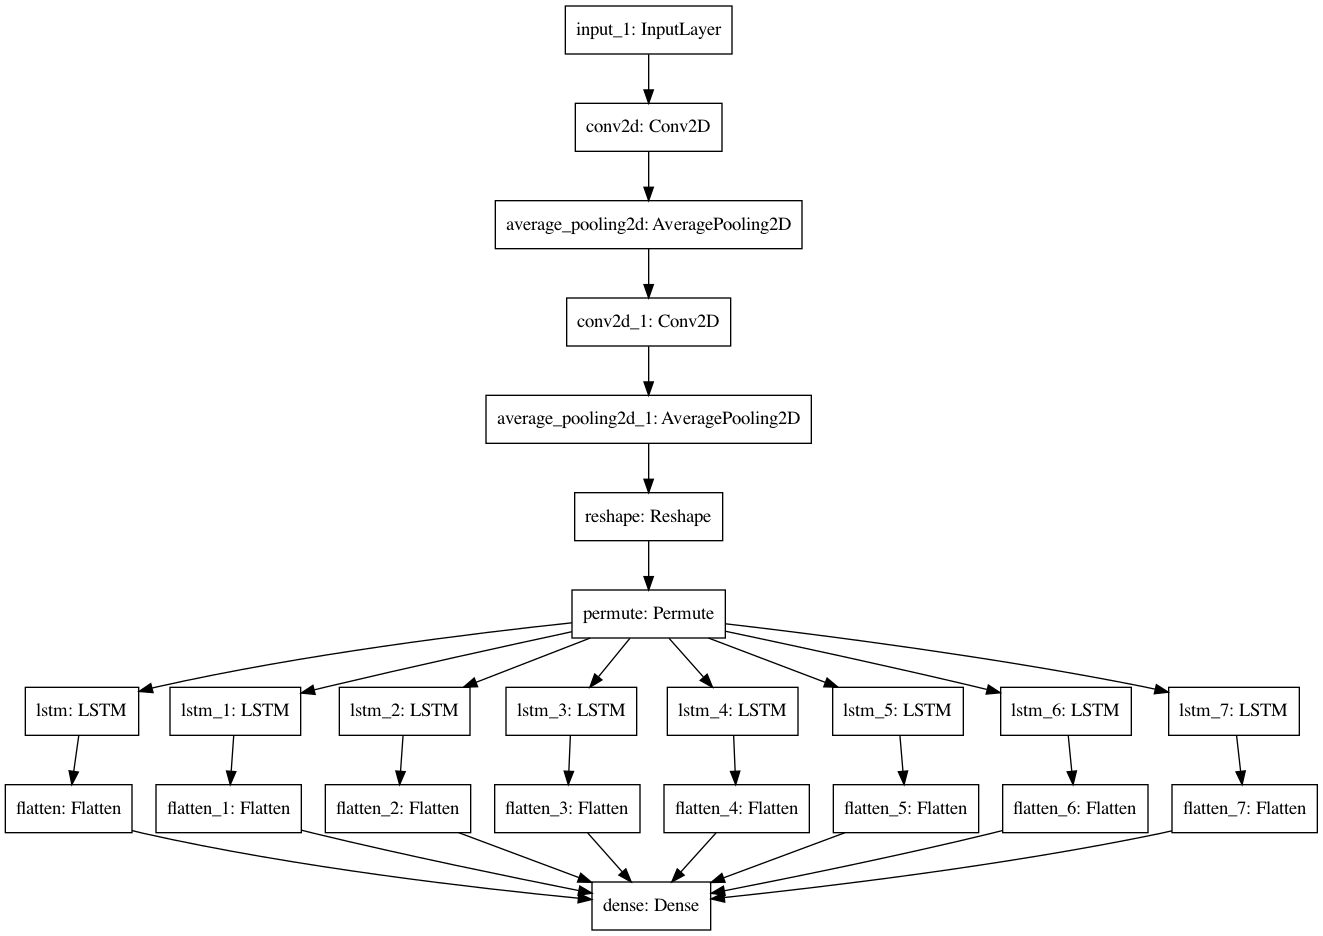 input_1: InputLayer
conv2d: Conv2D
average_pooling2d: AveragePooling2D
conv2d_1: Conv2D
average_pooling2d_1: AveragePooling2D
reshape: Reshape
permute: Permute
lstm: LSTM
lstm_1: LSTM
lstm_2: LSTM
lstm_3: LSTM
lstm_4: LSTM
lstm_5: LSTM
lstm_6: LSTM
lstm_7: LSTM
flatten: Flatten
flatten_1: Flatten
flatten_2: Flatten
flatten_3: Flatten
flatten_4: Flatten
flatten_5: Flatten
flatten_6: Flatten
flatten_7: Flatten
dense: Dense